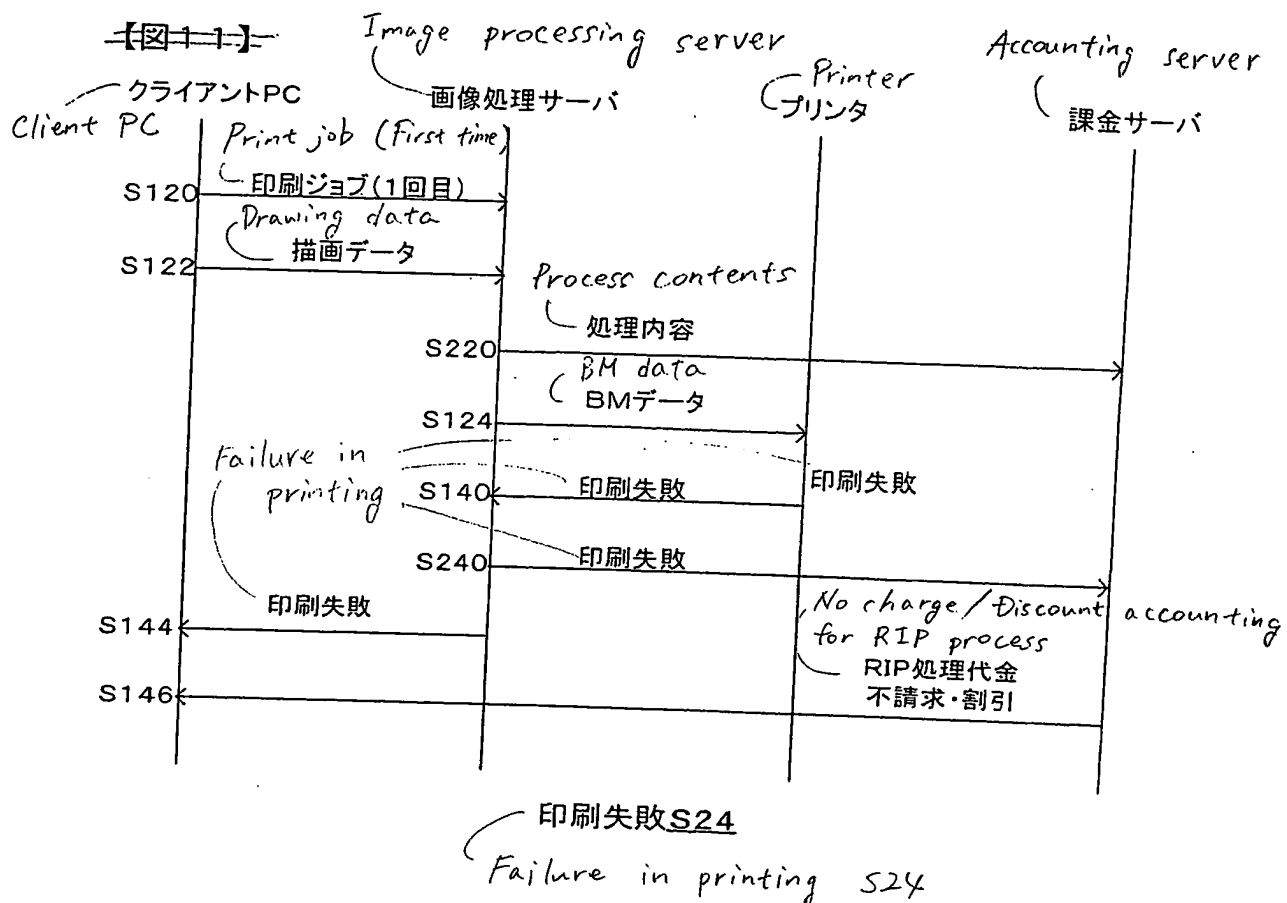 【図11】
Image processing server
Accounting server
Printer
クライアントPC
画像処理サーバ
プリンタ
課金サーバ
Client PC
Print job (First time)
S120
印刷ジョブ(1回目)
Drawing data
S122
描画データ
Process contents
処理内容
S220
BM data
BMデータ
S124
Failure in
printing
印刷失敗
S140
印刷失敗
S240
印刷失敗
印刷失敗
S144
No charge/Discount accounting
for RIP process
RIP処理代金
不請求・割引
S146
印刷失敗S24
Failure in printing S24